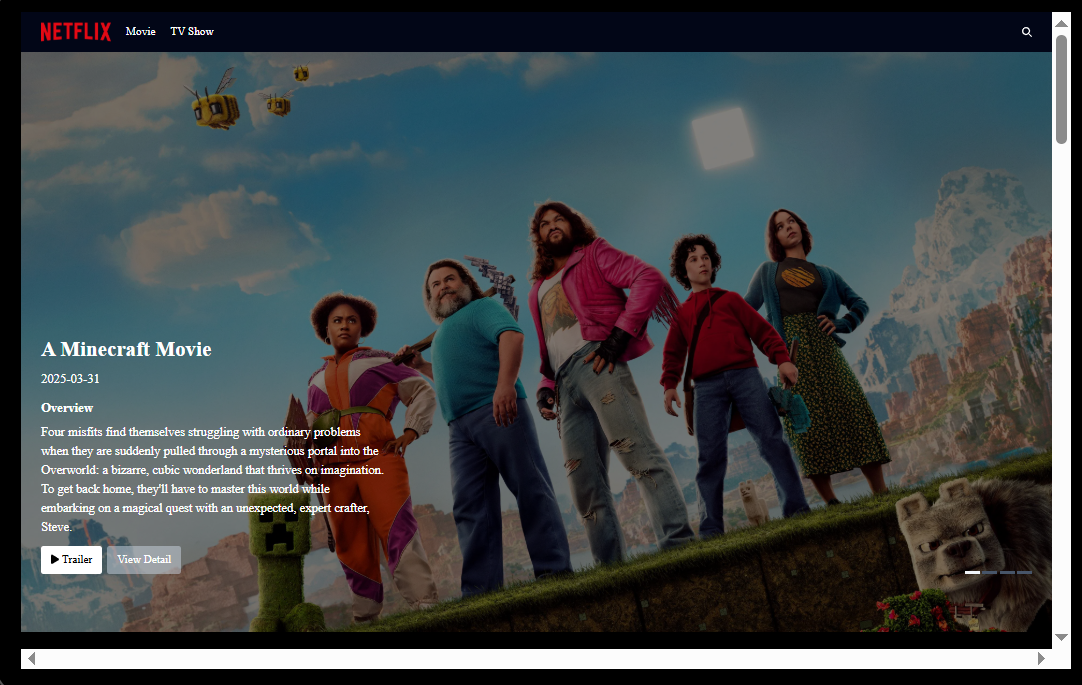 NETFLIX Movie TV Show
A Minecraft Movie
2025-03-31
Overview
Four misfits find themselves struggling with ordinary problems
when they are suddenly pulled through a mysterious portal into the
Overworld: a bizarre, cubic wonderland that thrives on imagination.
To get back home, they'll have to master this world while
embarking on a magical quest with an unexpected, expert crafter,
Steve.
Trailer View Detail